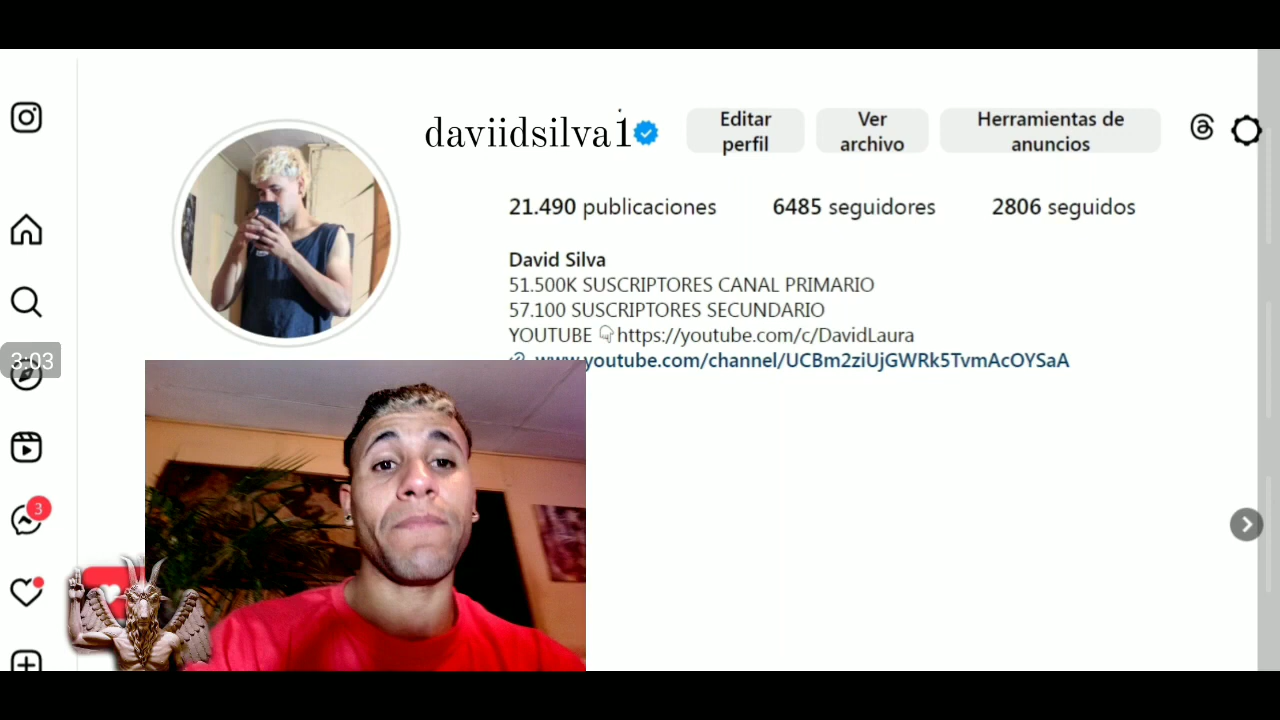 daviidsilva1
Editar
perfil
Ver
archivo
Herramientas de
anuncios
21.490 publicaciones
6485 seguidores
2806 seguidos
David Silva
51.500K SUSCRIPTORES CANAL PRIMARIO
57.100 SUSCRIPTORES SECUNDARIO
YOUTUBE 👇https://youtube.com/c/DavidLaura
www.youtube.com/channel/UCBm2ziUjGWRk5TvmAcOYSaA
3:03
3